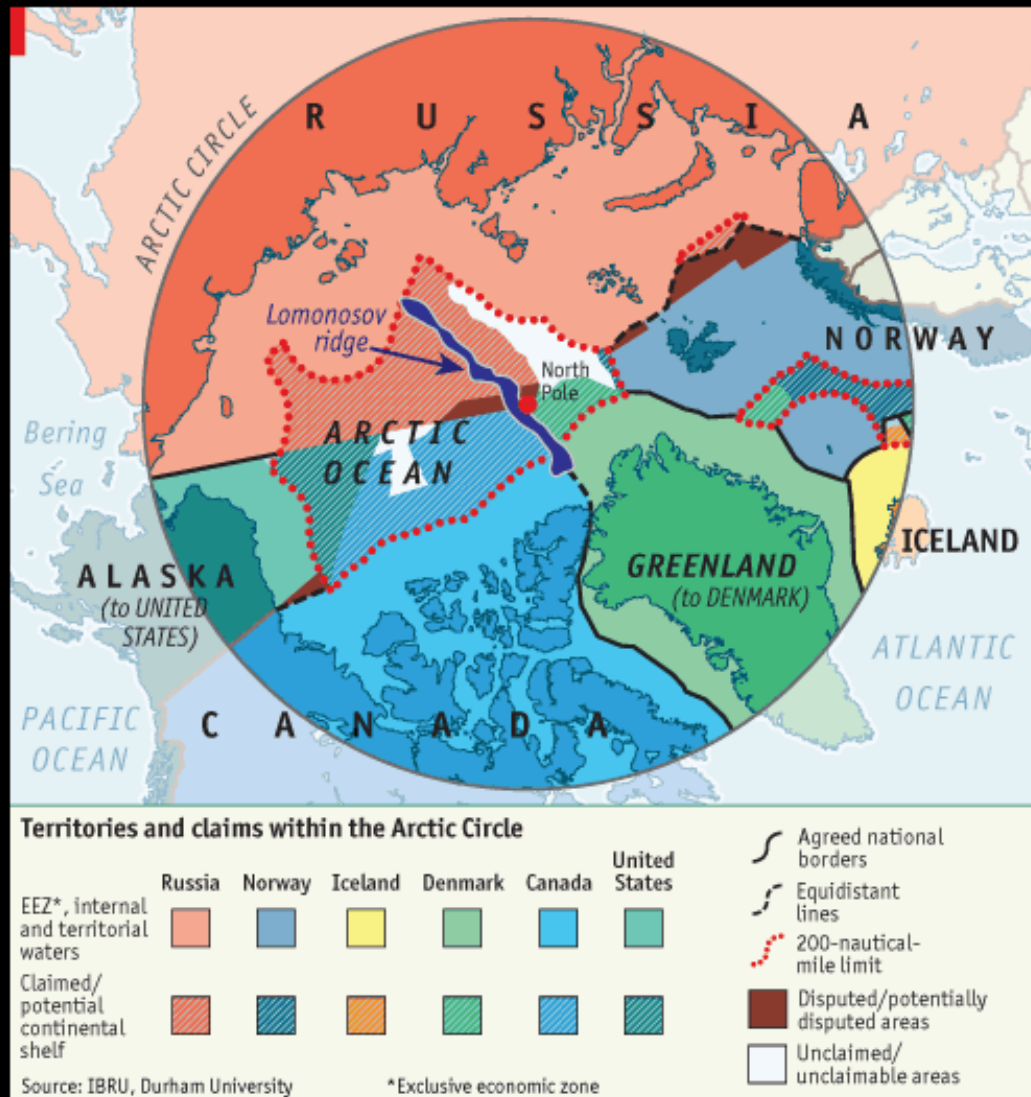 RUSSIA
ARCTIC CIRCLE
Lomonosov
ridge
North
Pole
NORWAY
ARCTIC
OCEAN
Bering
Sea
ICELAND
ALASKA
(to UNITED
STATES)
GREENLAND
(to DENMARK)
ATLANTIC
OCEAN
PACIFIC
OCEAN
CANADA
Territories and claims within the Arctic Circle
Russia Norway Iceland Denmark Canada United States
EEZ*, internal
and territorial
waters
Claimed/
potential
continental
shelf
Source: IBRU, Durham University *Exclusive economic zone
Agreed national
borders
Equidistant
lines
200-nautical-
mile limit
Disputed/potentially
disputed areas
Unclaimed/
unclaimable areas